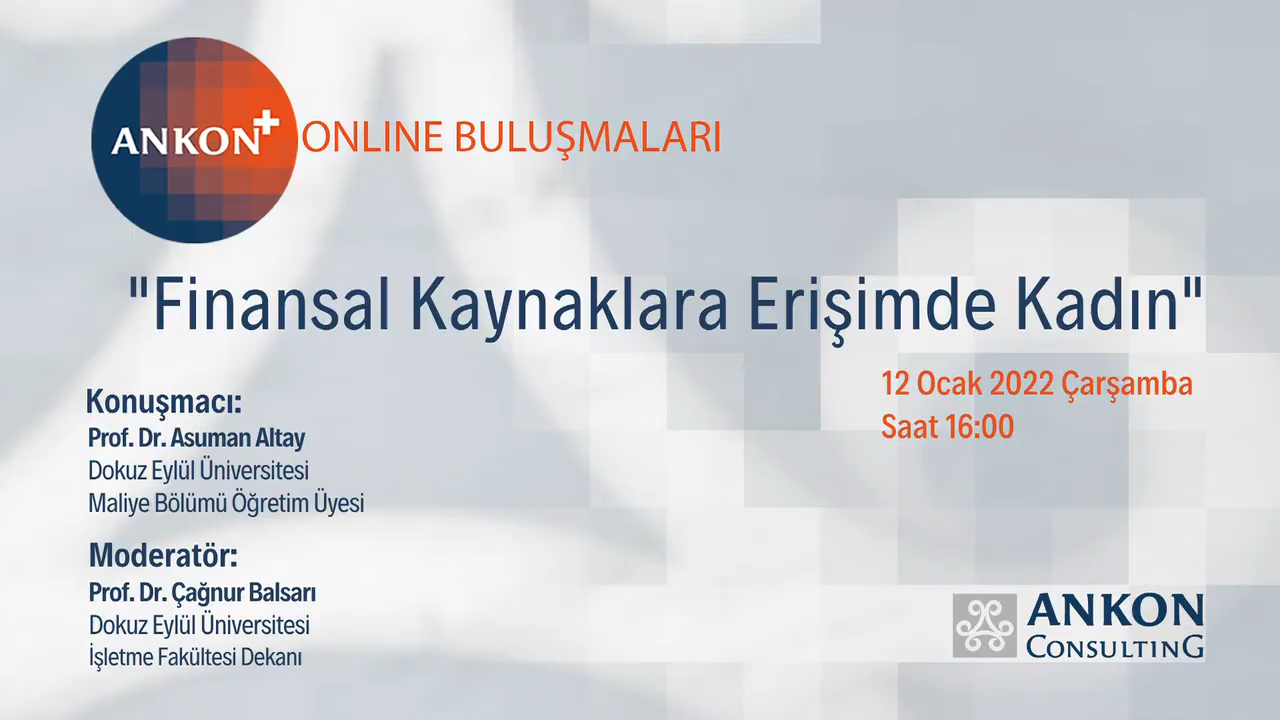 ANKON+
ONLINE BULUŞMALARI
"Finansal Kaynaklara Erişimde Kadın"
12 Ocak 2022 Çarşamba
Saat 16:00
Konuşmacı:
Prof. Dr. Asuman Altay
Dokuz Eylül Üniversitesi
Maliye Bölümü Öğretim Üyesi
Moderatör:
Prof. Dr. Çağnur Balsarı
Dokuz Eylül Üniversitesi
İşletme Fakültesi Dekanı
ANKON
CONSULTING